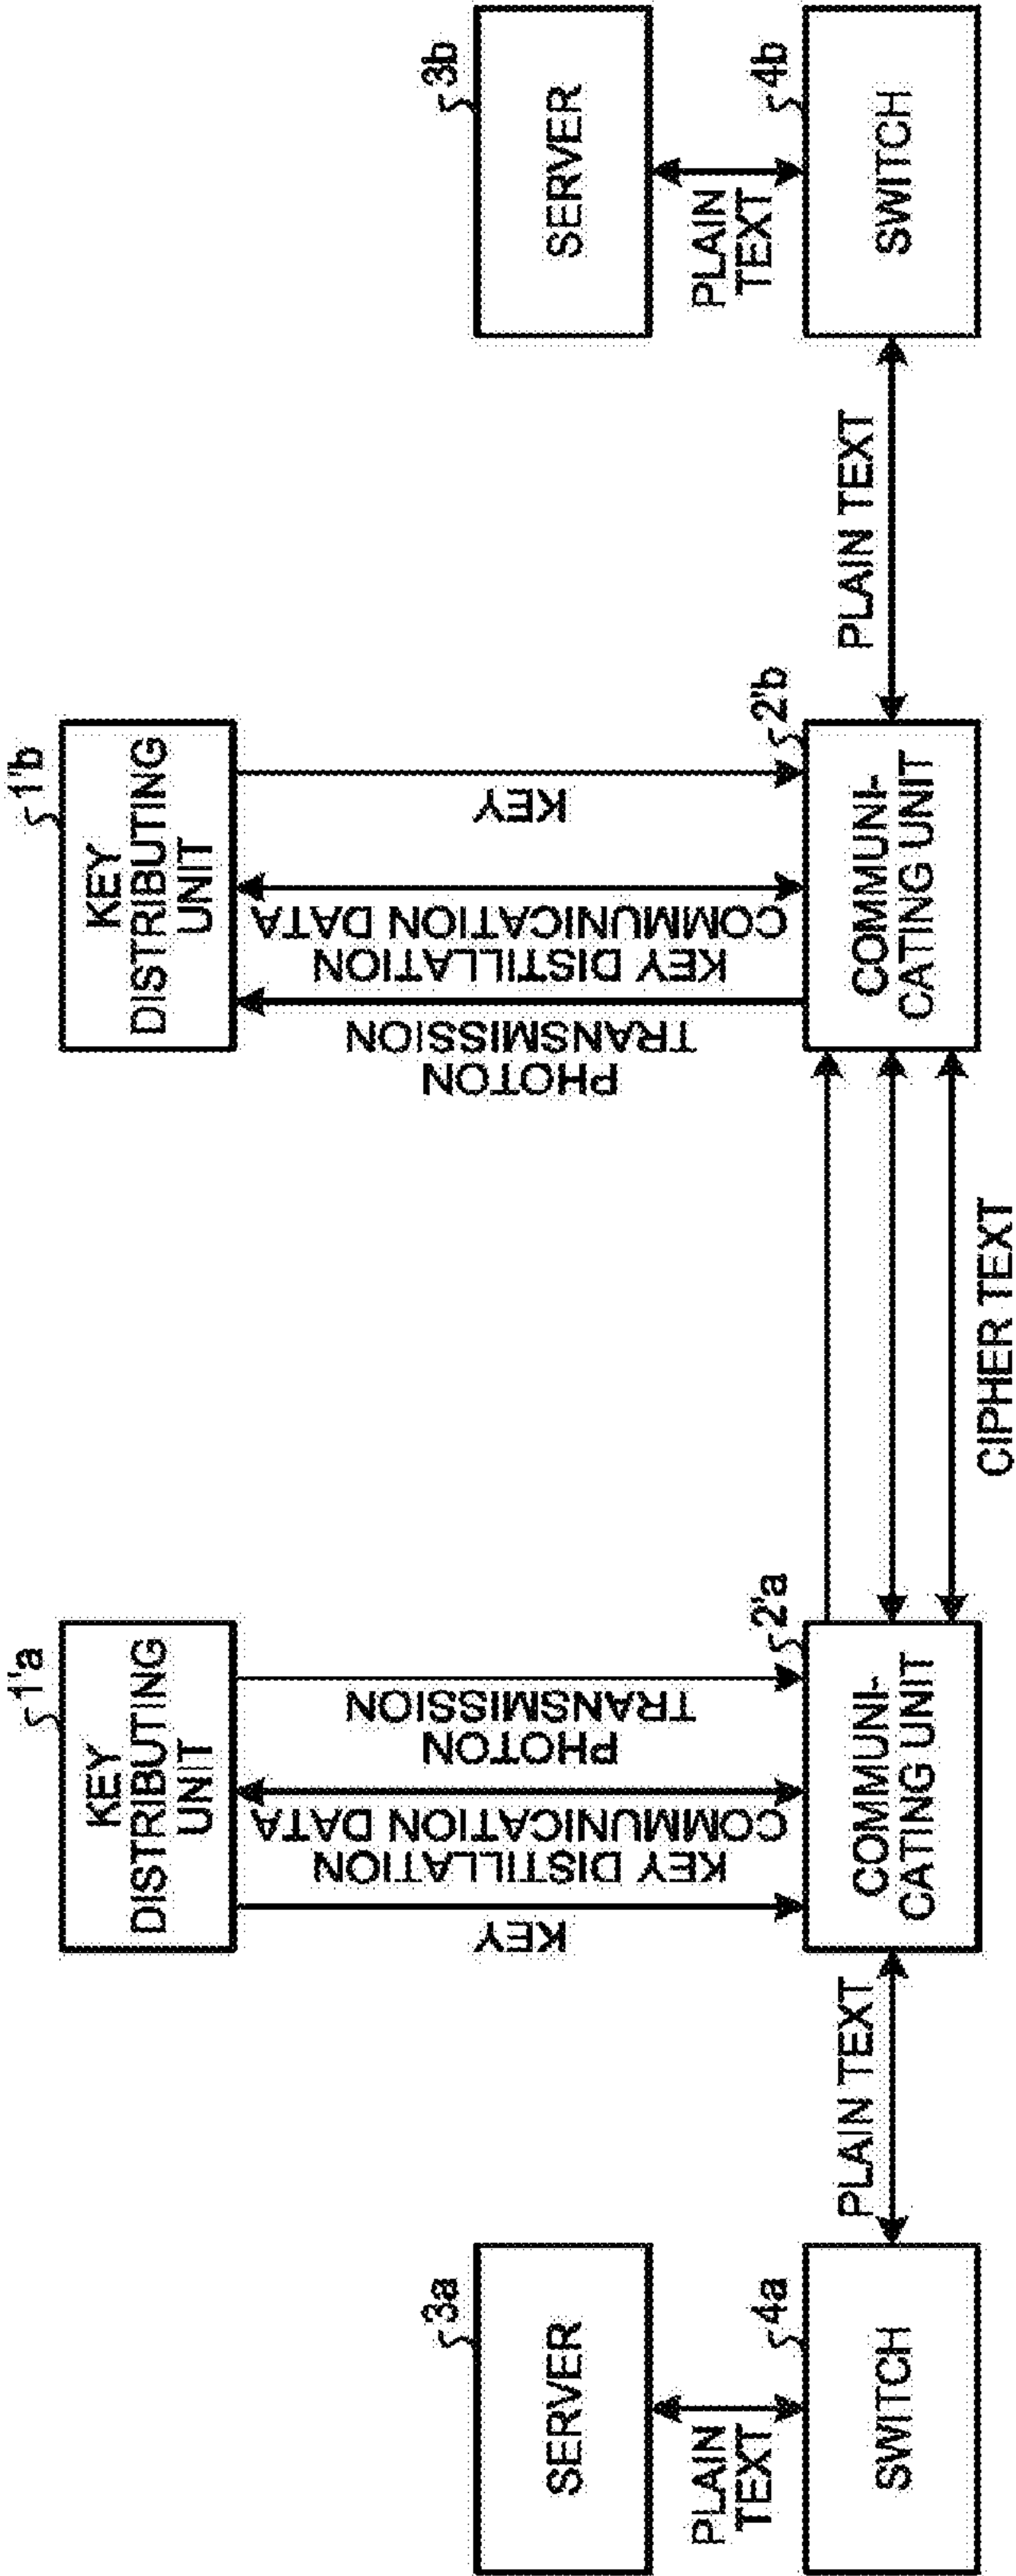 1'a
KEY
DISTRIBUTING
UNIT
1'b
KEY
DISTRIBUTING
UNIT
KEY
KEY DISTILLATION
COMMUNICATION DATA
PHOTON
TRANSMISSION
PHOTON
TRANSMISSION
KEY DISTILLATION
COMMUNICATION DATA
KEY
3a
SERVER
3b
SERVER
PLAIN
TEXT
PLAIN
TEXT
4a
SWITCH
PLAIN TEXT
2'a
COMMUNI-
CATING UNIT
CIPHER TEXT
2'b
COMMUNI-
CATING UNIT
PLAIN TEXT
4b
SWITCH